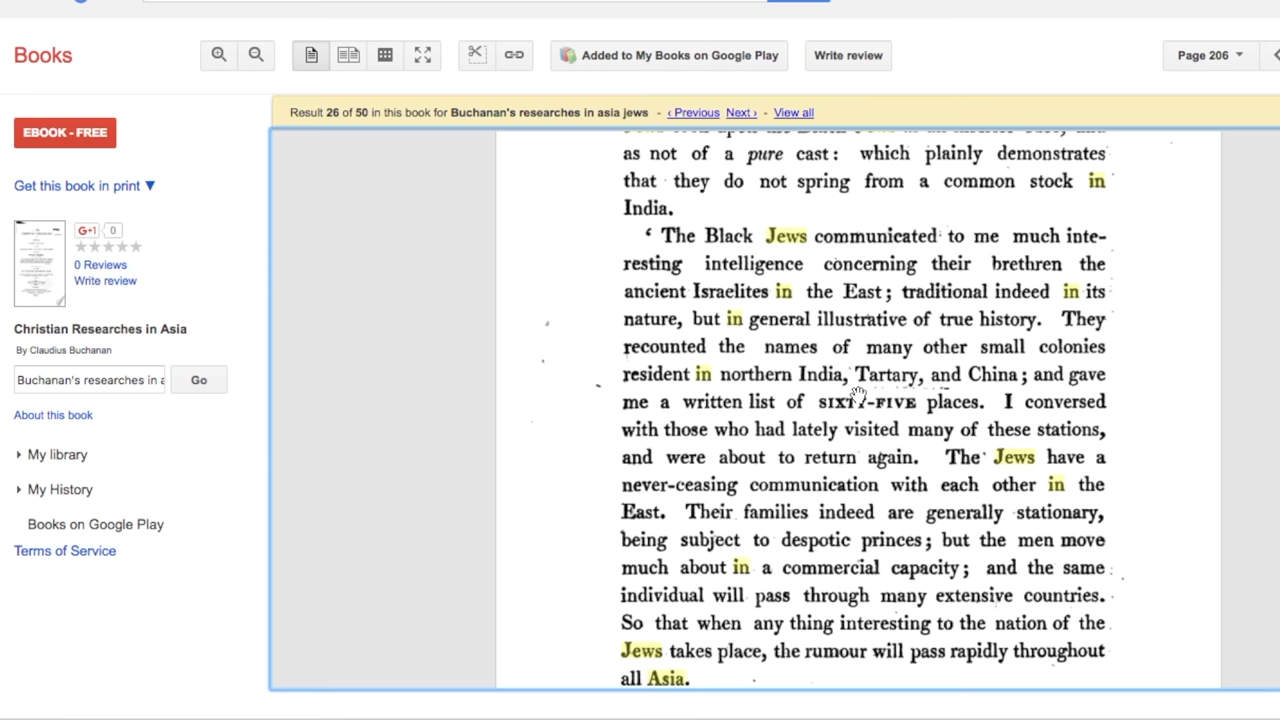 Books
Added to My Books on Google Play
Write review
Page 206
Result 26 of 50 in this book for Buchanan's researches in asia jews - ‹ Previous Next › - View all
EBOOK - FREE
Get this book in print ▼
G+1 0
0 Reviews
Write review
Christian Researches in Asia
By Claudius Buchanan
Buchanan's researches in a
Go
About this book
My library
My History
Books on Google Play
Terms of Service
as not of a pure cast: which plainly demonstrates
that they do not spring from a common stock in
India.
‘ The Black Jews communicated to me much inte-
resting intelligence concerning their brethren the
ancient Israelites in the East; traditional indeed in its
nature, but in general illustrative of true history. They
recounted the names of many other small colonies
resident in northern India, Tartary, and China; and gave
me a written list of SIXTY-FIVE places. I conversed
with those who had lately visited many of these stations,
and were about to return again. The Jews have a
never-ceasing communication with each other in the
East. Their families indeed are generally stationary,
being subject to despotic princes; but the men move
much about in a commercial capacity; and the same
individual will pass through many extensive countries.
So that when any thing interesting to the nation of the
Jews takes place, the rumour will pass rapidly throughout
all Asia.